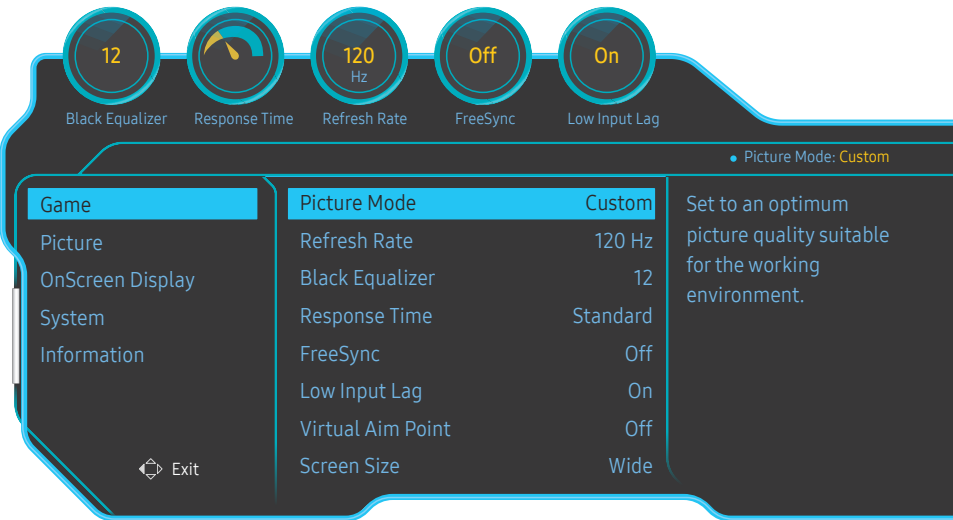 12
120
Hz
Off
On
Black Equalizer
Response Time
Refresh Rate
FreeSync
Low Input Lag
Picture Mode: Custom
Game
Picture
OnScreen Display
System
Information
Exit
Picture Mode Custom
Refresh Rate 120 Hz
Black Equalizer 12
Response Time Standard
FreeSync Off
Low Input Lag On
Virtual Aim Point Off
Screen Size Wide
Set to an optimum
picture quality suitable
for the working
environment.